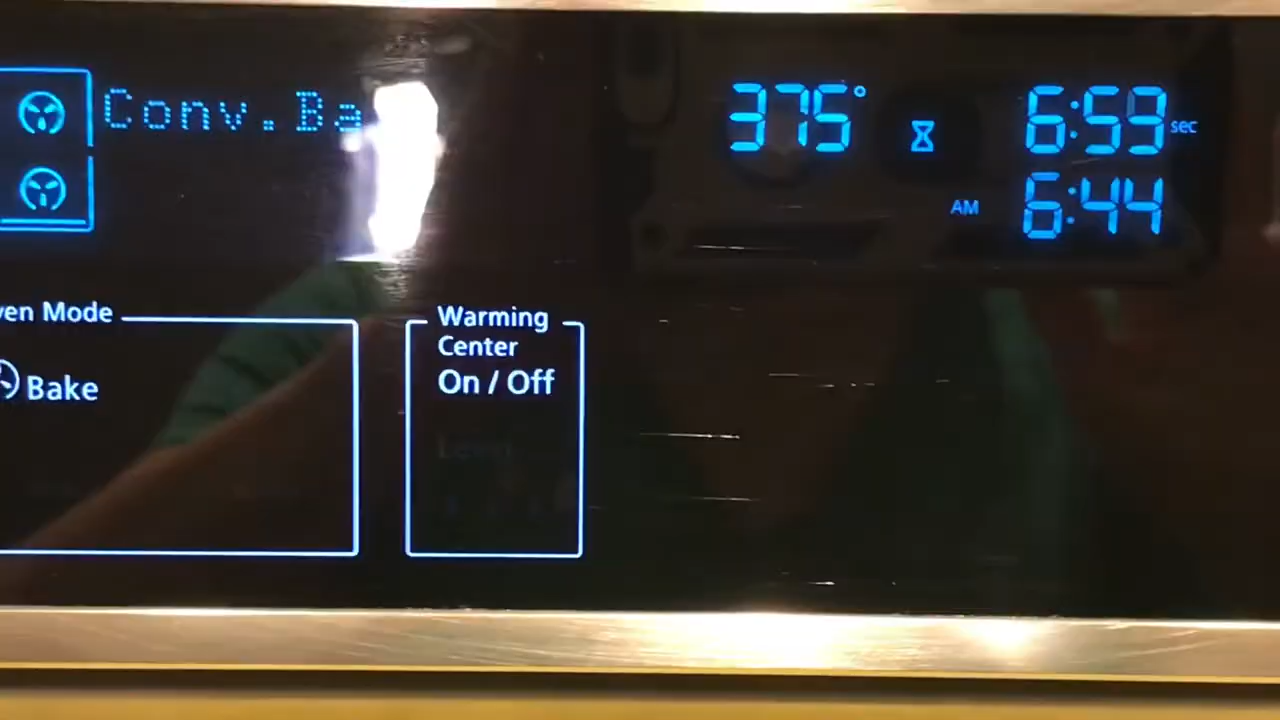 Conv.Ba
375°
6:59 sec
AM 6:44
ven Mode
Bake
Warming
Center
On / Off